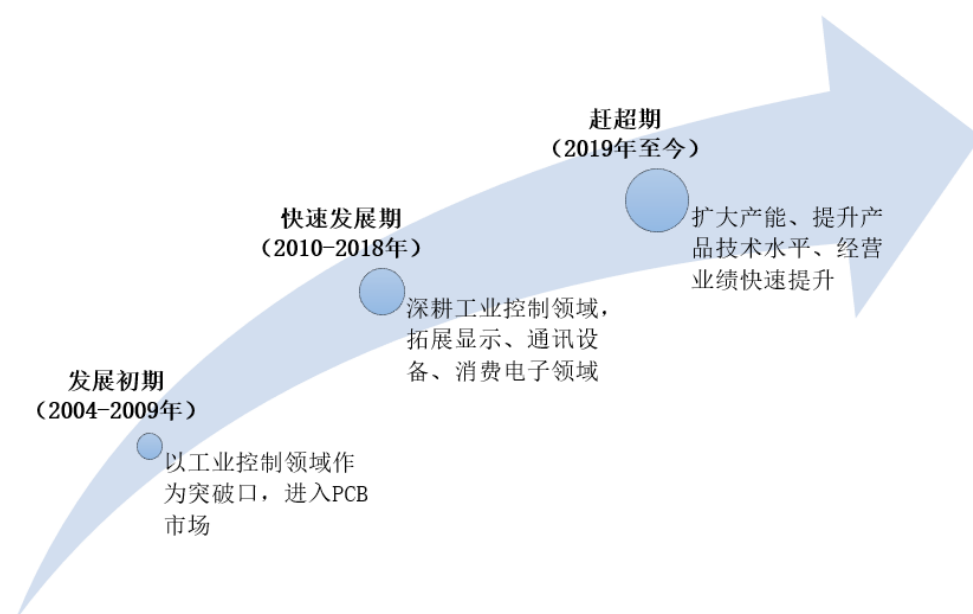 赶超期
（2019年至今）
扩大产能、提升产
品技术水平、经营
业绩快速提升
快速发展期
（2010-2018年）
深耕工业控制领域，
拓展显示、通讯设
备、消费电子领域
发展初期
（2004-2009年）
以工业控制领域作
为突破口，进入PCB
市场